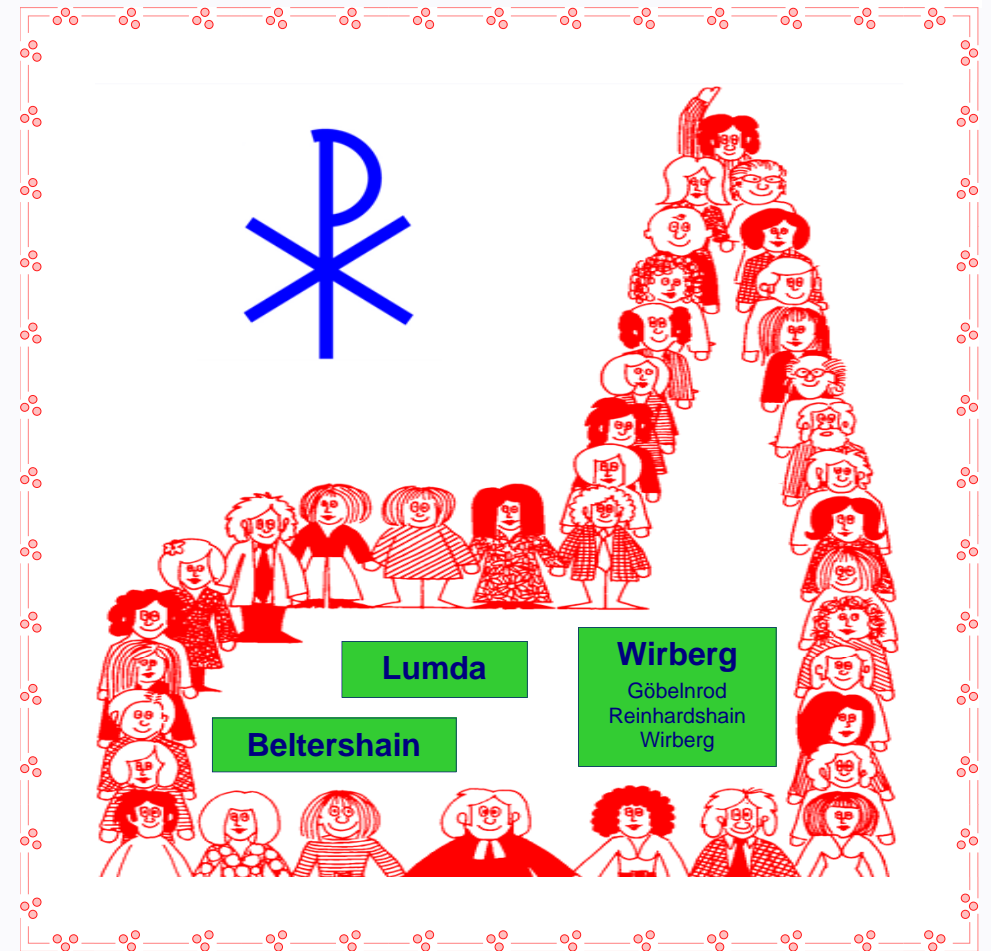 Lumda
Wirberg
Göbelnrod
Reinhardshain
Wirberg
Beltershain